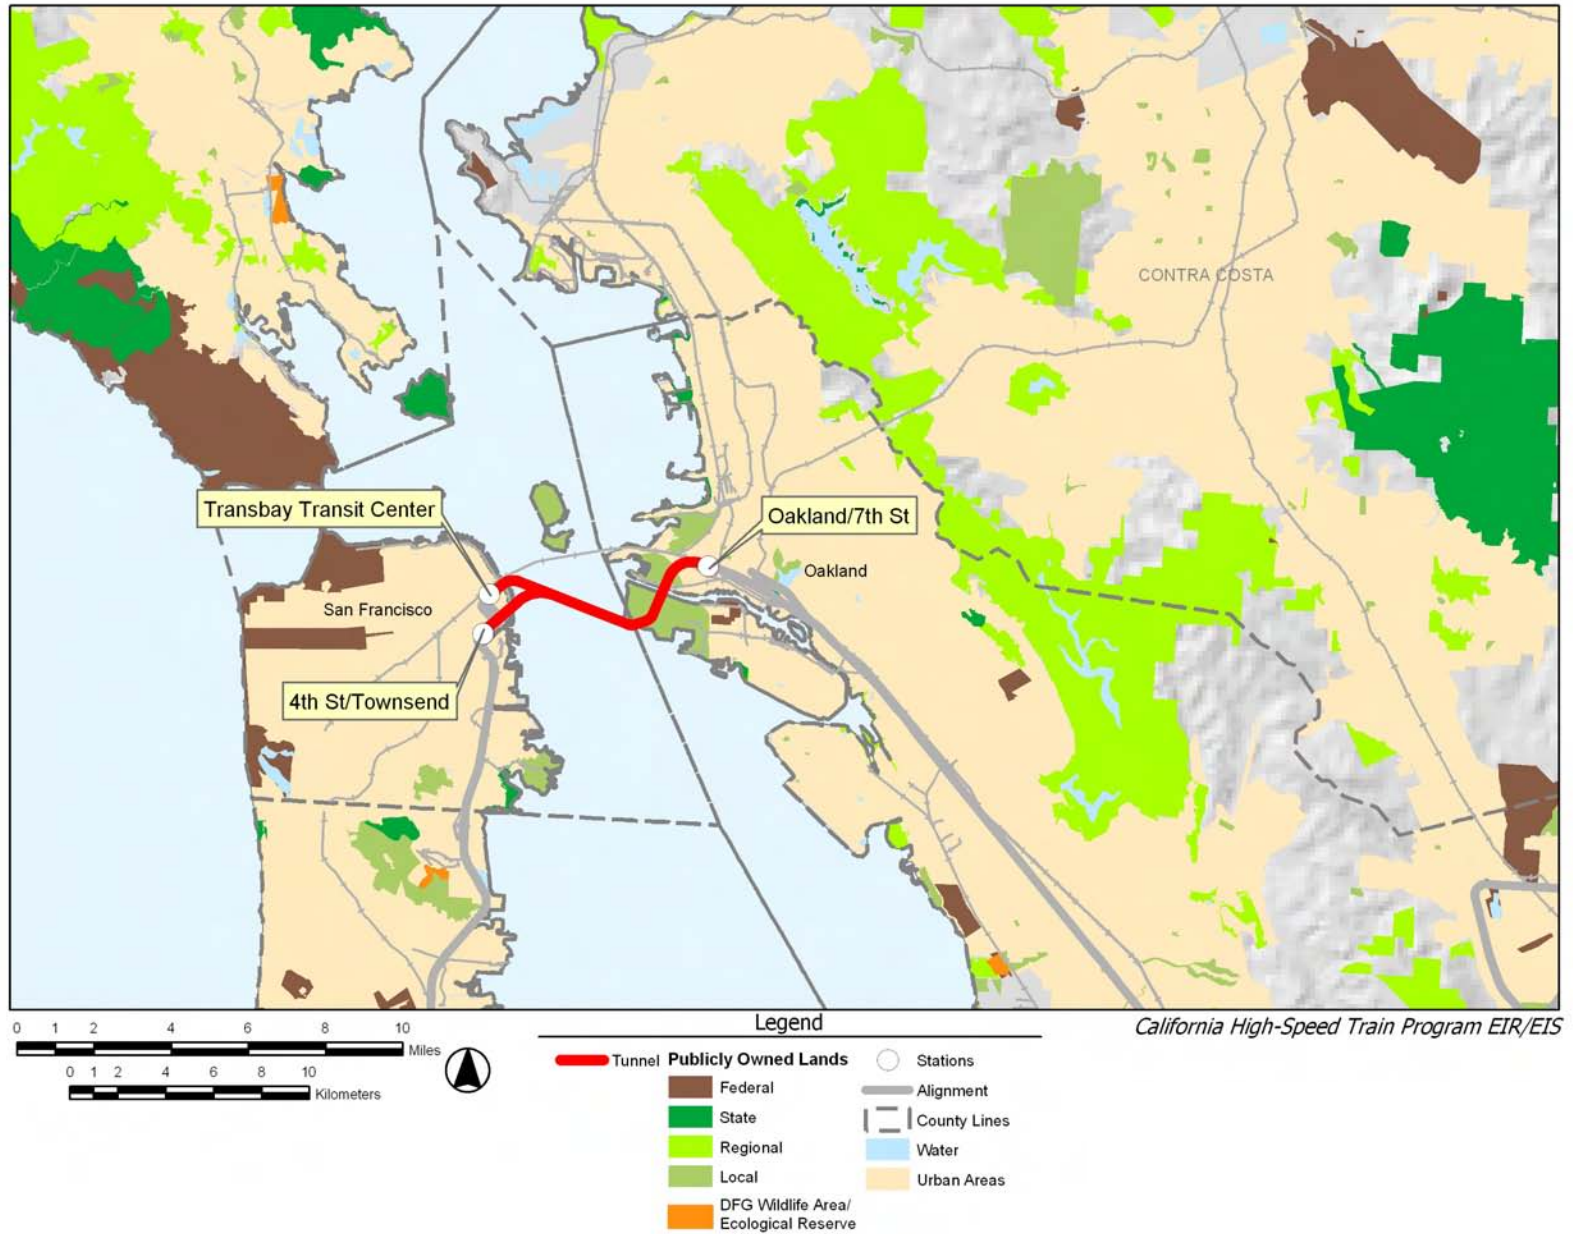 CONTRA COSTA
Transbay Transit Center
Oakland/7th St
Oakland
San Francisco
4th St/Townsend
0 1 2 4 6 8 10
Miles
0 1 2 4 6 8 10
Kilometers
Legend
California High-Speed Train Program EIR/EIS
Tunnel
Publicly Owned Lands
Federal
State
Regional
Local
DFG Wildlife Area/
Ecological Reserve
Stations
Alignment
County Lines
Water
Urban Areas